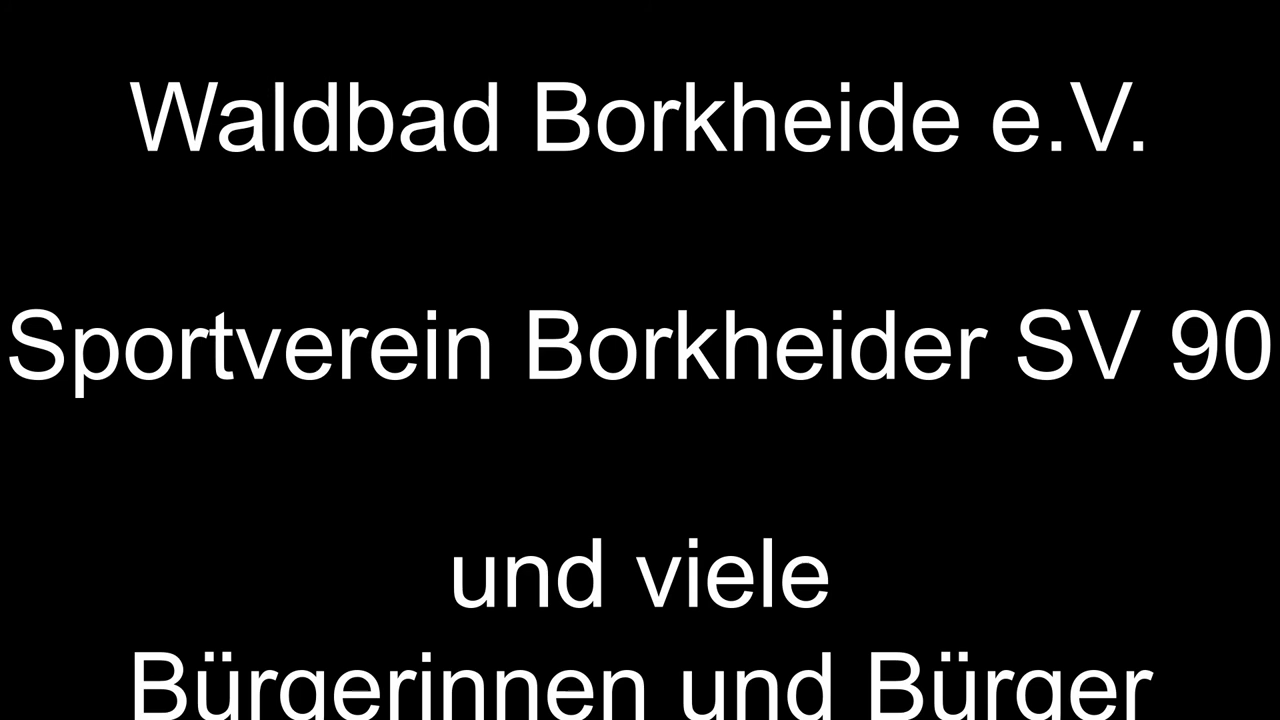 Waldbad Borkheide e.V.
Sportverein Borkheider SV 90
und viele
Bürgerinnen und Bürger